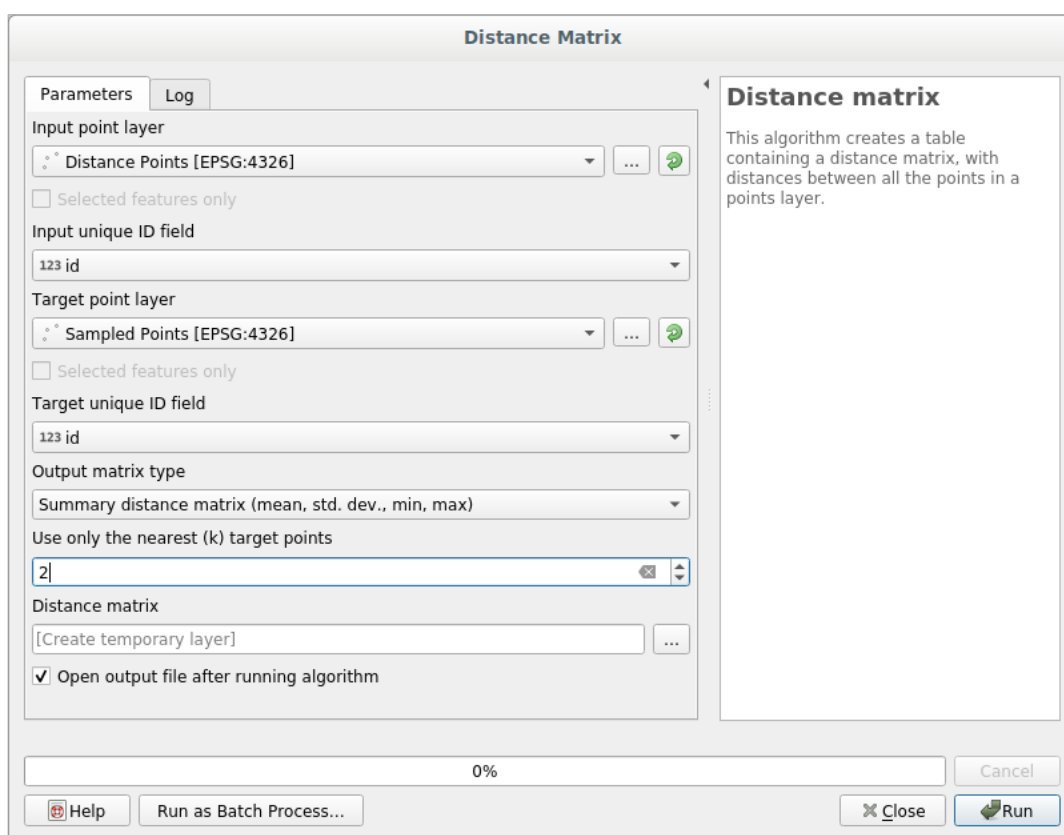 Distance Matrix
Parameters
Log
Input point layer
Distance Points [EPSG:4326]
...
Selected features only
Input unique ID field
123 id
Target point layer
Sampled Points [EPSG:4326]
...
Selected features only
Target unique ID field
123 id
Output matrix type
Summary distance matrix (mean, std. dev., min, max)
Use only the nearest (k) target points
2
Distance matrix
[Create temporary layer]
...
Open output file after running algorithm
Distance matrix
This algorithm creates a table
containing a distance matrix, with
distances between all the points in a
points layer.
0%
Cancel
Help
Run as Batch Process...
Close
Run